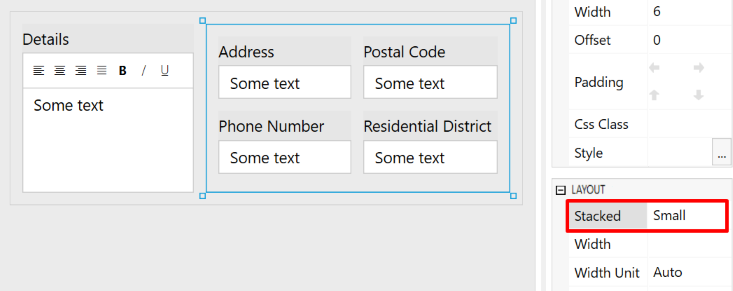 Details
B I U
Some text
Address
Postal Code
Some text
Some text
Phone Number
Residential District
Some text
Some text
Width 6
Offset 0
Padding
Css Class
Style ...
LAYOUT
Stacked Small
Width
Width Unit Auto